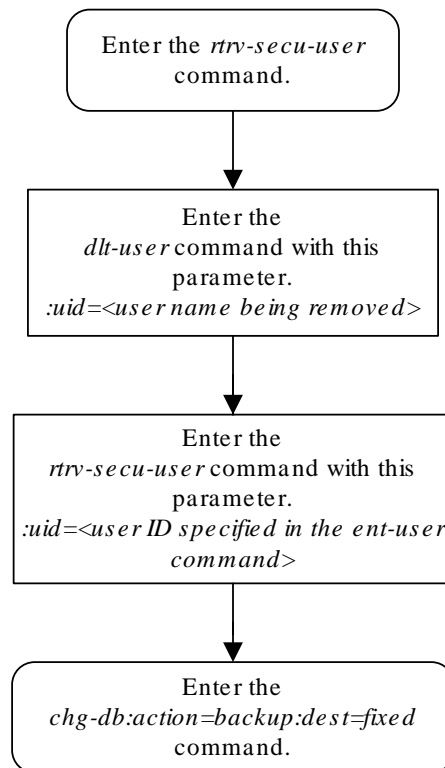 Enter the rtrv-secu-user
command.
Enter the
dlt-user command with this
parameter.
:uid=<user name being removed>
Enter the
rtrv-secu-user command with this
parameter.
:uid=<user ID specified in the ent-user
command>
Enter the
chg-db:action=backup:dest=fixed
command.